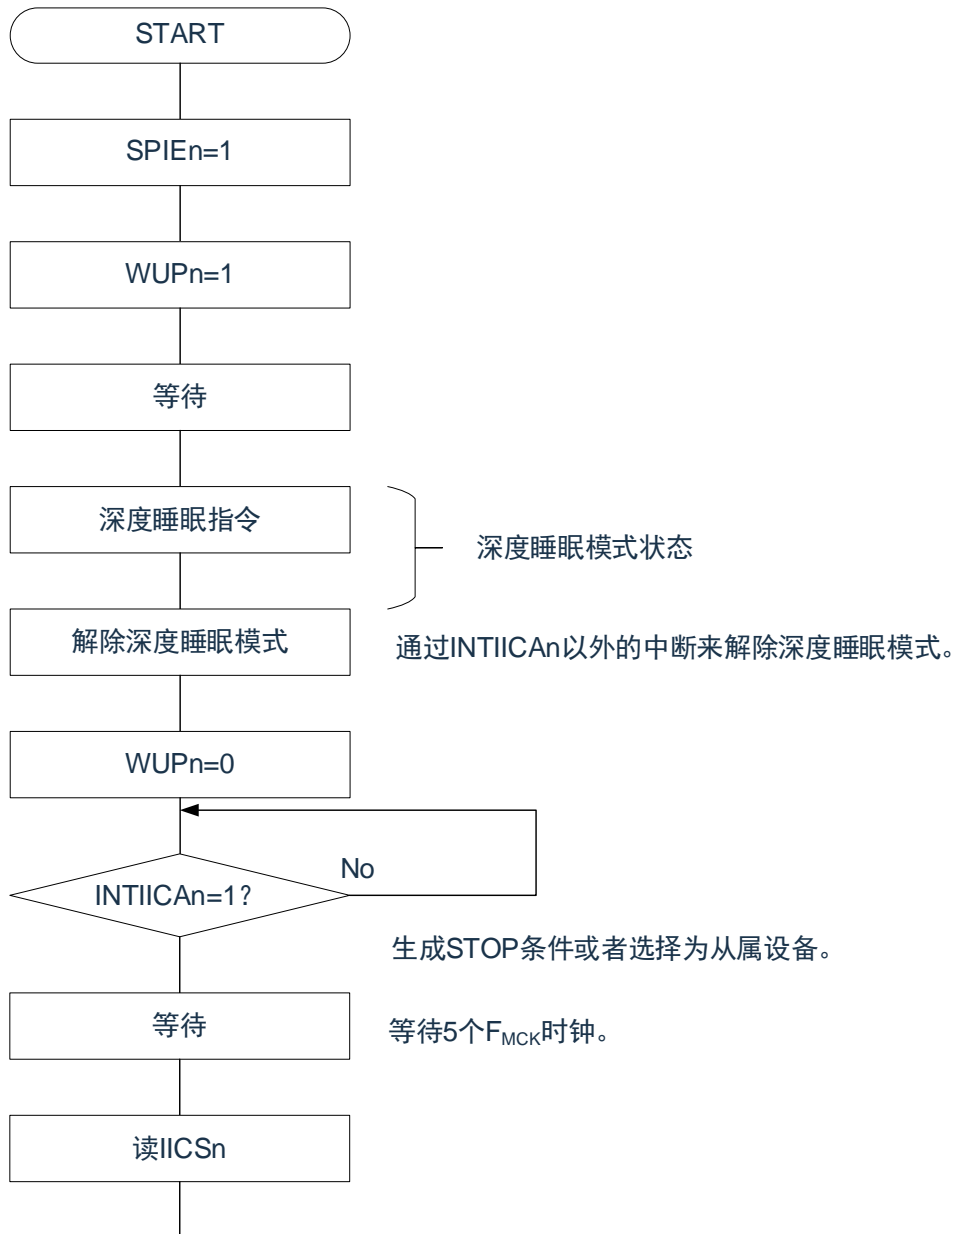 START
SPIEn=1
WUPn=1
等待
深度睡眠指令
深度睡眠模式状态
解除深度睡眠模式
通过INTIICAn以外的中断来解除深度睡眠模式。
WUPn=0
No
INTIICAn=1?
生成STOP条件或者选择为从属设备。
等待
等待5个FMCK时钟。
读IICSn